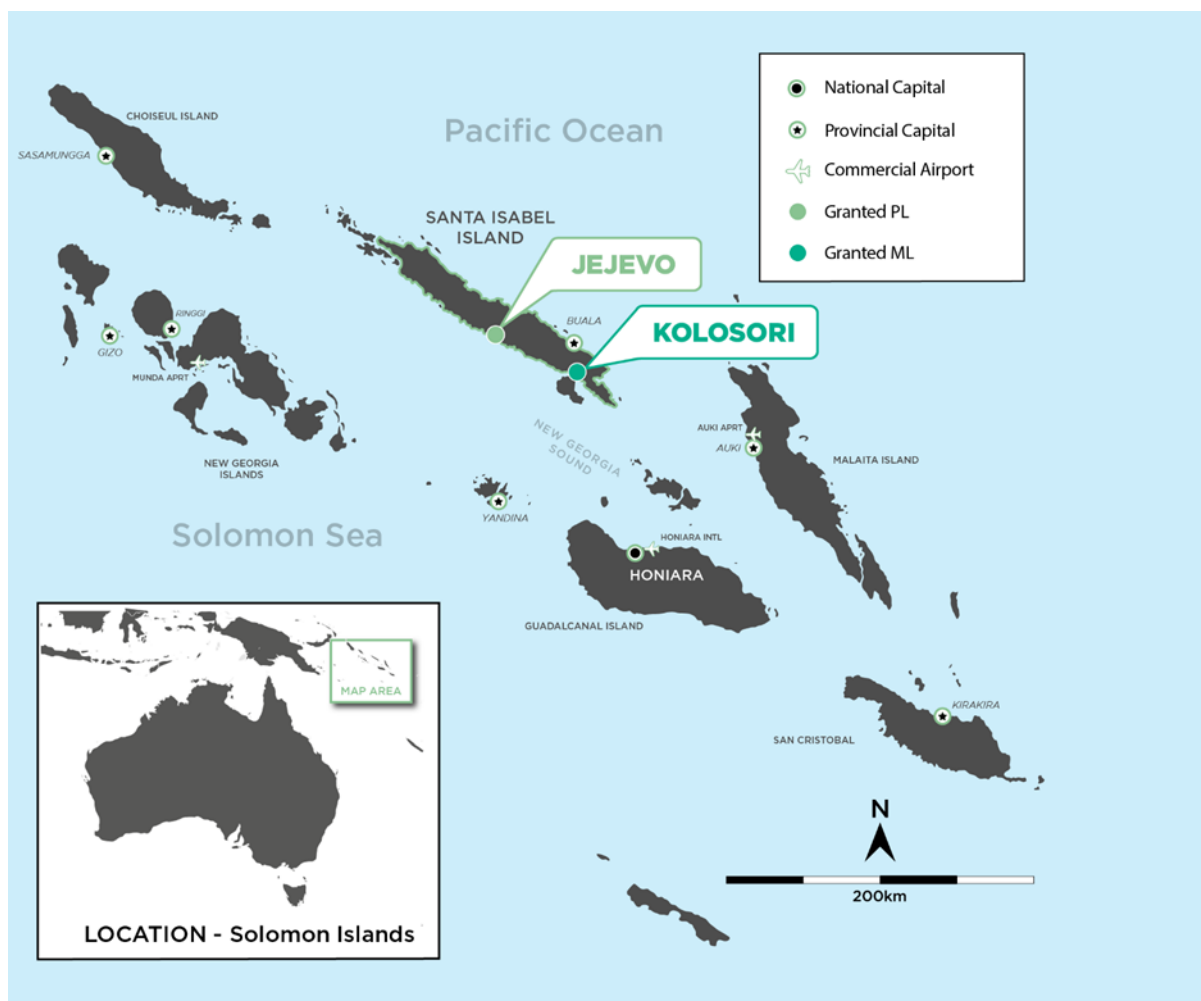 CHOISEUL ISLAND
Pacific Ocean
SASAMUNGGA
SANTA ISABEL
ISLAND
JEJEVO
BUALA
KOLOSORI
RINGGI
GIZO
MUNDA APRT
NEW GEORGIA
ISLANDS
NEW GEORGIA
SOUND
AUKI APRT
AUKI
MALAITA ISLAND
YANDINA
Solomon Sea
HONIARA INTL
HONIARA
GUADALCANAL ISLAND
KIRAKIRA
SAN CRISTOBAL
National Capital
Provincial Capital
Commercial Airport
Granted PL
Granted ML
MAP AREA
LOCATION - Solomon Islands
N
200km